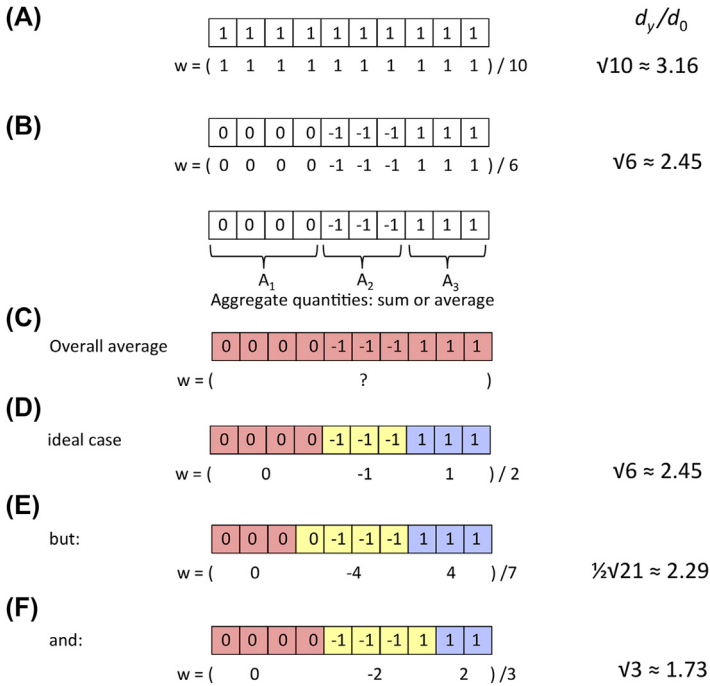 (A)
d_y/d_0
1 1 1 1 1 1 1 1 1 1
w = ( 1 1 1 1 1 1 1 1 1 1 ) / 10
√10 ≈ 3.16
(B)
0 0 0 0 -1 -1 -1 1 1 1
w = ( 0 0 0 0 -1 -1 -1 1 1 1 ) / 6
√6 ≈ 2.45
0 0 0 0 -1 -1 -1 1 1 1
A₁ A₂ A₃
Aggregate quantities: sum or average
(C)
Overall average 0 0 0 0 -1 -1 -1 1 1 1
w = ( ? )
(D)
ideal case 0 0 0 0 -1 -1 -1 1 1 1
w = ( 0 -1 1 ) / 2
√6 ≈ 2.45
(E)
but: 0 0 0 0 -1 -1 -1 1 1 1
w = ( 0 -4 4 ) /7
½√21 ≈ 2.29
(F)
and: 0 0 0 0 -1 -1 -1 1 1 1
w = ( 0 -2 2 ) /3
√3 ≈ 1.73